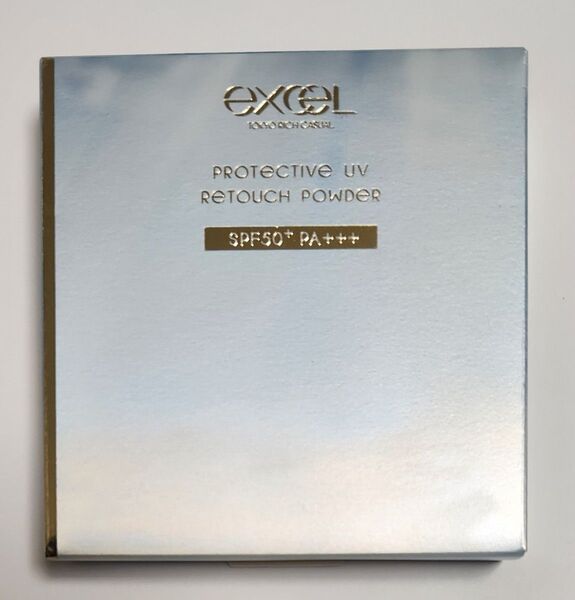 excel
TOKYO RICH CASUAL
PROTECTIVE UV
RETOUCH POWDER
SPF50+ PA+++